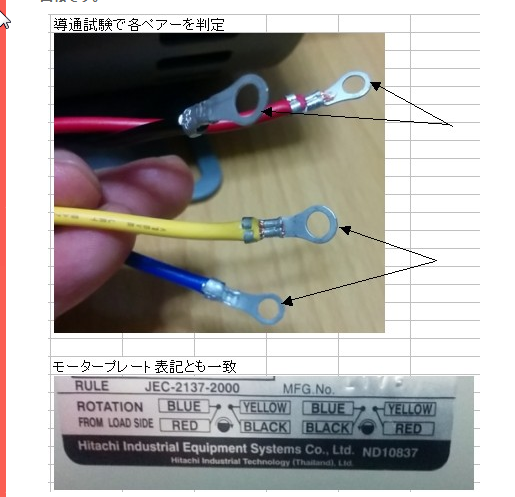 導通試験で各ペアーを判定
モータープレート表記とも一致
RULE JEC-2137-2000 MFG.No.
ROTATION BLUE YELLOW BLUE YELLOW
FROM LOAD SIDE RED BLACK BLACK RED
Hitachi Industrial Equipment Systems Co., Ltd. ND10837
Hitachi Industrial Technology (Thailand), Ltd.